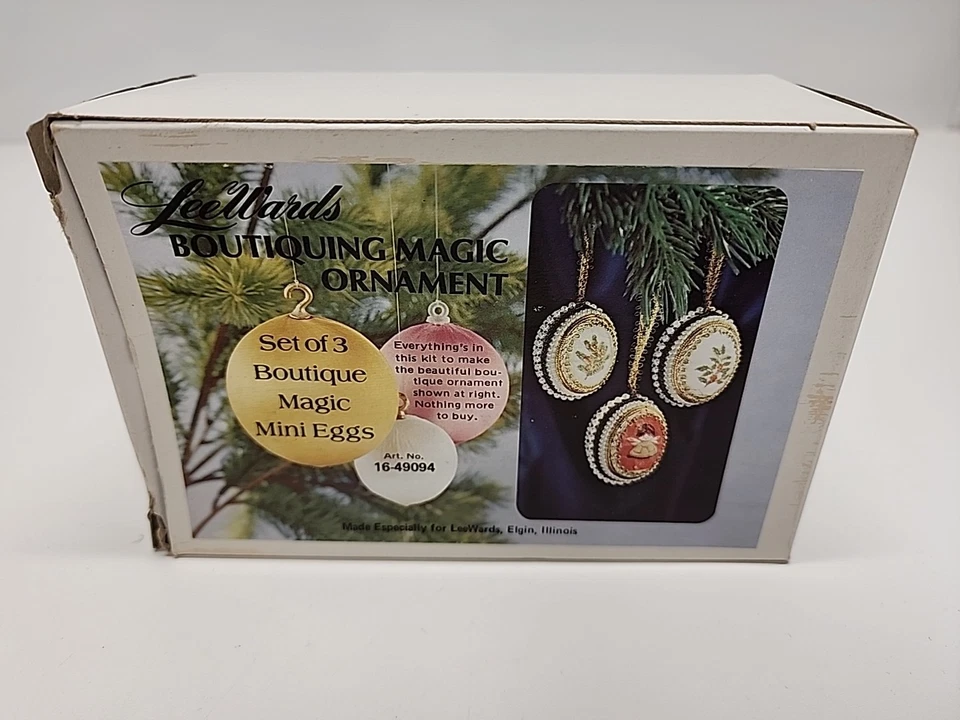 LeeWards
BOUTIQUING MAGIC
ORNAMENT
Set of 3
Boutique
Magic
Mini Eggs
Everything's in
this kit to make
the beautiful bou-
tique ornament
shown at right.
Nothing more
to buy.
Art. No.
16-49094
Made Especially for LeeWards, Elgin, Illinois